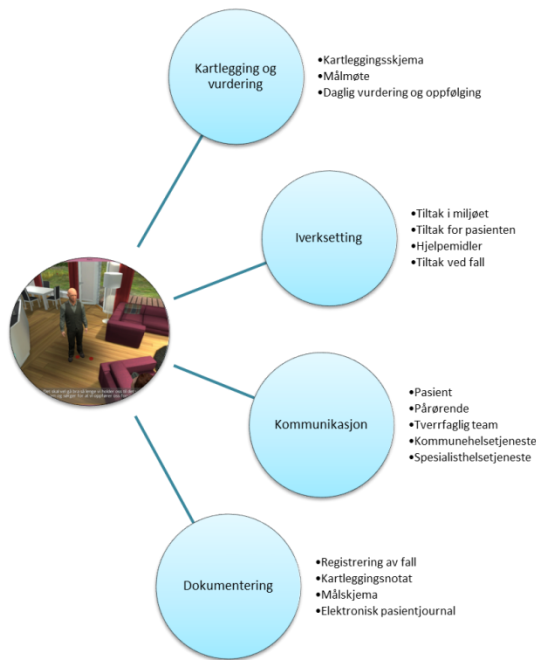 Kartlegging og
vurdering
•Kartleggingsskjema
•Målmøte
•Daglig vurdering og oppfølging
Iverksetting
•Tiltak i miljøet
•Tiltak for pasienten
•Hjelpemidler
•Tiltak ved fall
Kommunikasjon
•Pasient
•Pårørende
•Tverrfaglig team
•Kommunehelsetjeneste
•Spesialisthelsetjeneste
Dokumentering
•Registrering av fall
•Kartleggingsnotat
•Målskjema
•Elektronisk pasientjournal